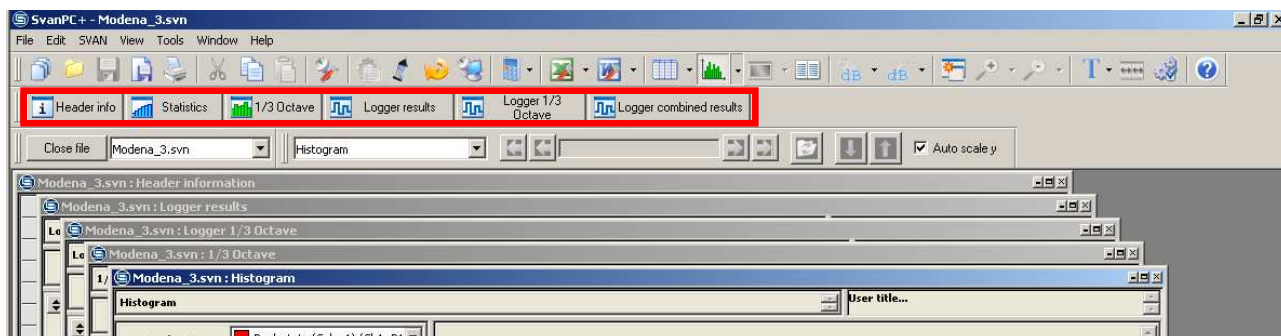 SvanPC+ - Modena_3.svn
File Edit SVAN View Tools Window Help
Header info Statistics 1/3 Octave Logger results Logger 1/3 Octave Logger combined results
Close file Modena_3.svn Histogram Auto scale y
Modena_3.svn : Header information
Modena_3.svn : Logger results
Lo Modena_3.svn : Logger 1/3 Octave
Lo Modena_3.svn : 1/3 Octave
1/ Modena_3.svn : Histogram
Histogram User title...